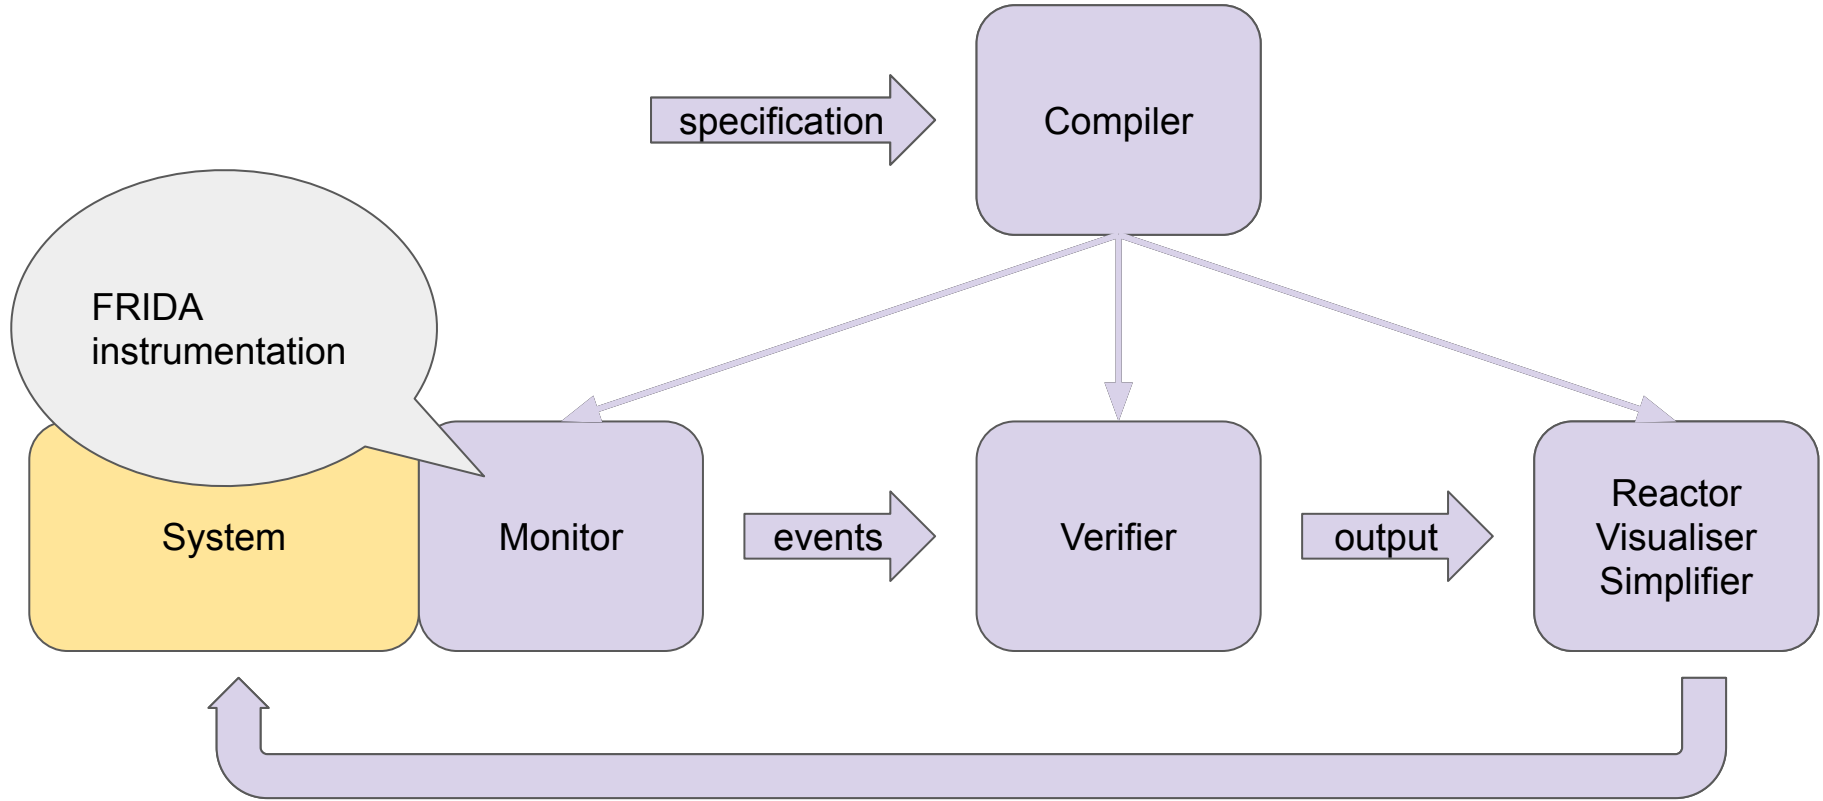 specification
Compiler
FRIDA
instrumentation
System
Monitor
events
Verifier
output
Reactor
Visualiser
Simplifier